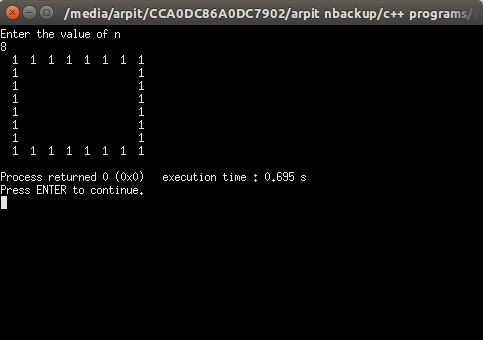 /media/arpit/CCA0DC86A0DC7902/arpit nbackup/c++ programs/
Enter the value of n
8
1 1 1 1 1 1 1 1
1 1
1 1
1 1
1 1
1 1
1 1
1 1 1 1 1 1 1 1
Process returned 0 (0x0) execution time : 0.695 s
Press ENTER to continue.